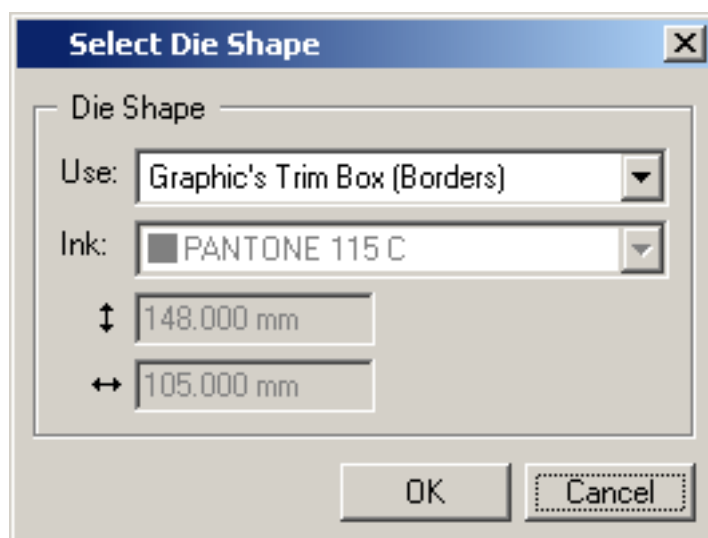 Select Die Shape
Die Shape
Use: Graphic's Trim Box (Borders)
Ink: PANTONE 115 C
148.000 mm
105.000 mm
OK Cancel